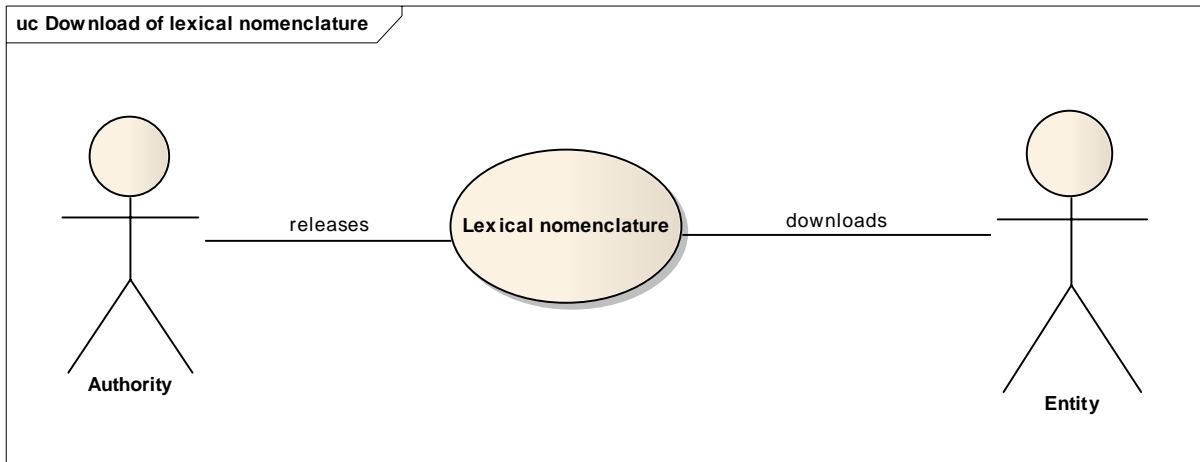 uc Download of lexical nomenclature
releases
Lexical nomenclature
downloads
Authority
Entity